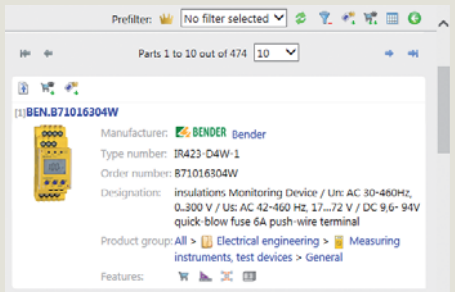 Prefilter: No filter selected
Parts 1 to 10 out of 474 10
[1]BEN.B71016304W
Manufacturer: BENDER Bender
Type number: IR423-D4W-1
Order number: B71016304W
Designation: insulations Monitoring Device / Un: AC 30-460Hz,
0..300 V / Us: AC 42-460 Hz, 17...72 V / DC 9,6- 94V
quick-blow fuse 6A push-wire terminal
Product group: All > Electrical engineering > Measuring
instruments, test devices > General
Features: